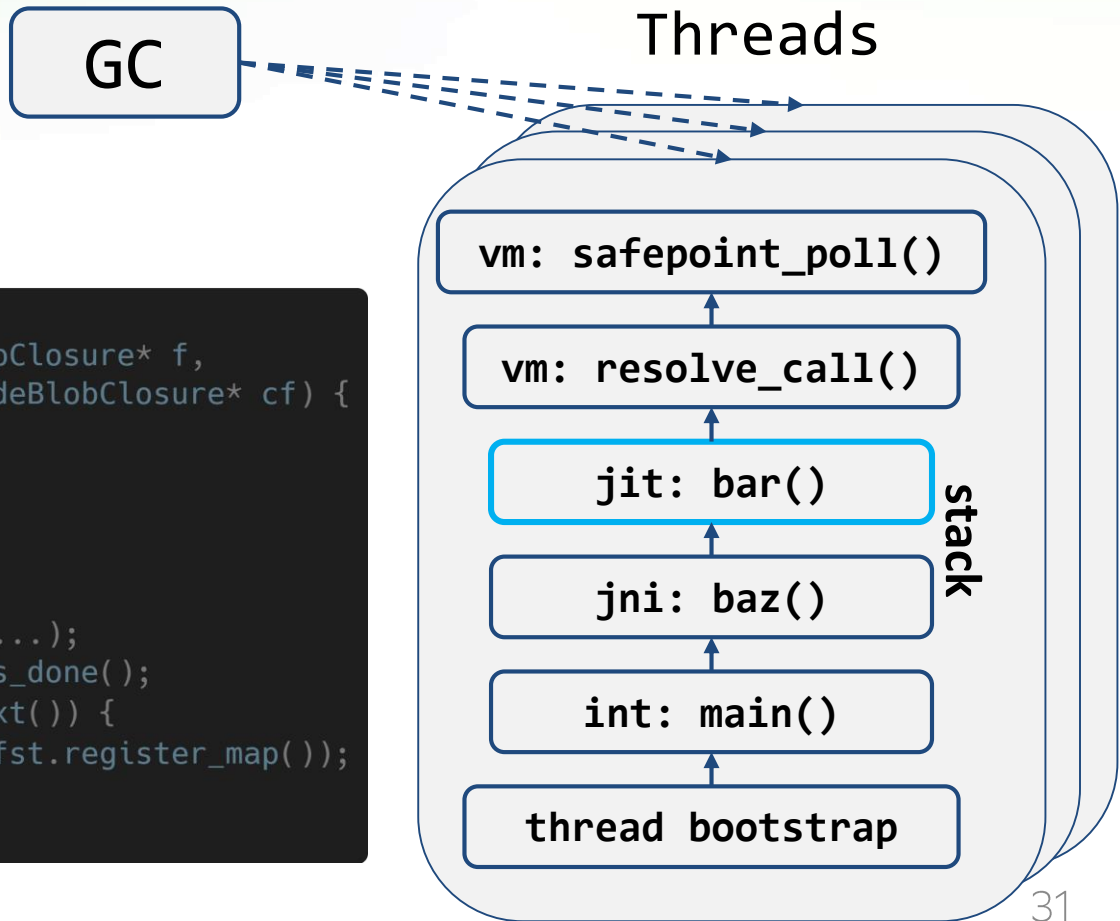 GC
Threads
bClosure* f,
deBlobClosure* cf) {
...);
s_done();
xt()) {
fst.register_map());
vm: safepoint_poll()
vm: resolve_call()
jit: bar()
jni: baz()
int: main()
thread bootstrap
stack
31